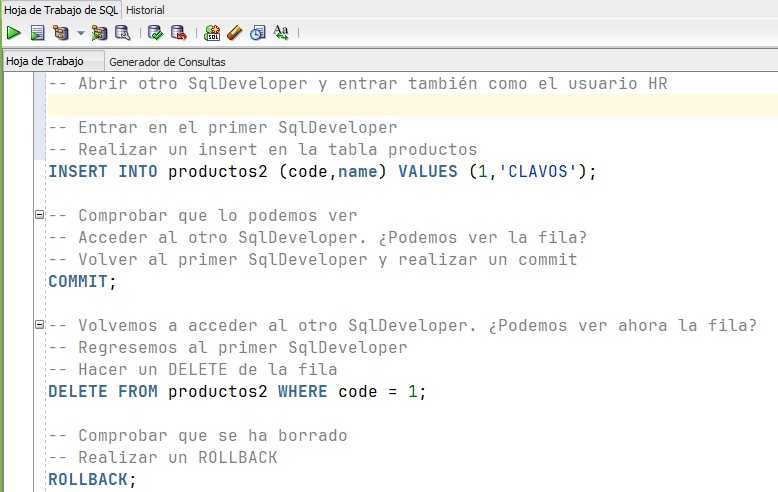 Hoja de Trabajo de SQL Historial
SQL
Aa
Hoja de Trabajo Generador de Consultas
-- Abrir otro SqlDeveloper y entrar también como el usuario HR
-- Entrar en el primer SqlDeveloper
-- Realizar un insert en la tabla productos
INSERT INTO productos2 (code,name) VALUES (1,'CLAVOS');
-- Comprobar que lo podemos ver
-- Acceder al otro SqlDeveloper. ¿Podemos ver la fila?
-- Volver al primer SqlDeveloper y realizar un commit
COMMIT;
-- Volvemos a acceder al otro SqlDeveloper. ¿Podemos ver ahora la fila?
-- Regresemos al primer SqlDeveloper
-- Hacer un DELETE de la fila
DELETE FROM productos2 WHERE code = 1;
-- Comprobar que se ha borrado
-- Realizar un ROLLBACK
ROLLBACK;